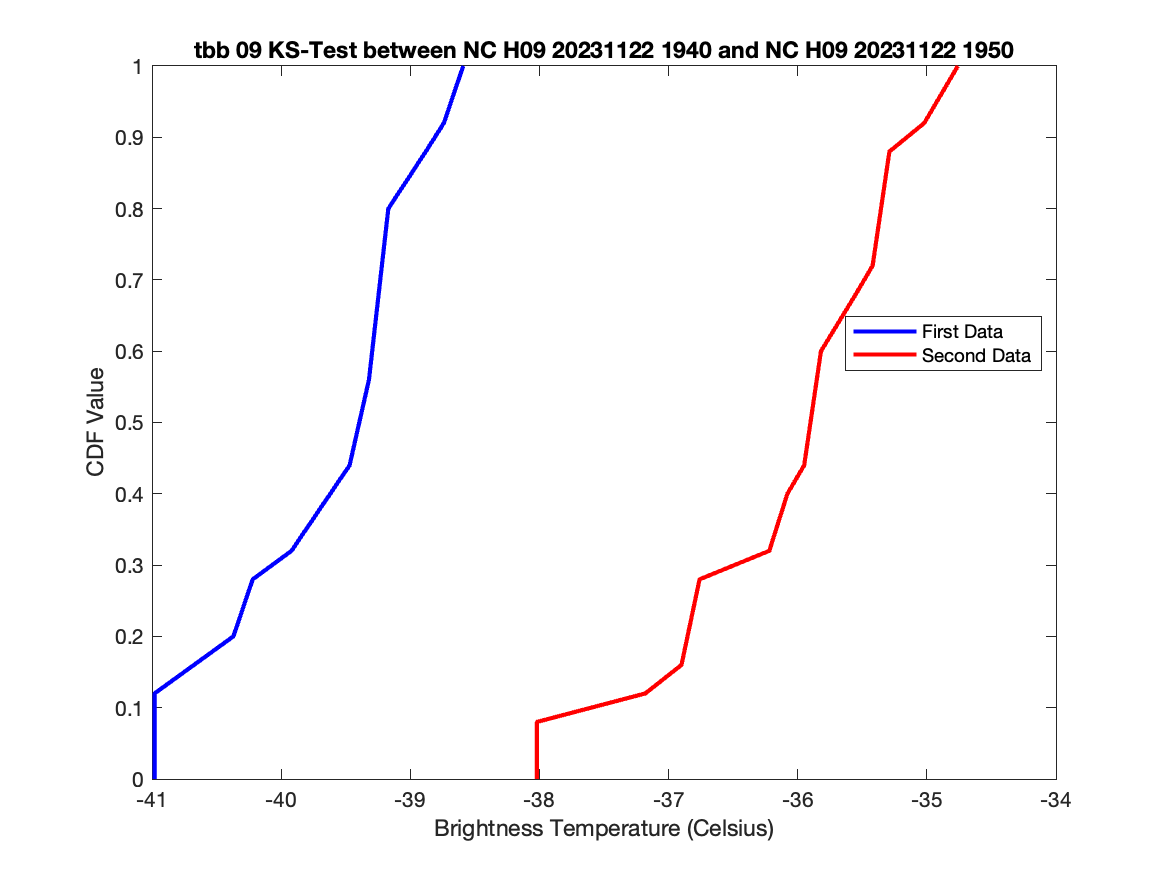 tbb 09 KS-Test between NC H09 20231122 1940 and NC H09 20231122 1950
1
0.9
0.8
0.7
0.6
0.5
0.4
0.3
0.2
0.1
0
CDF Value
First Data
Second Data
-41 -40 -39 -38 -37 -36 -35 -34
Brightness Temperature (Celsius)